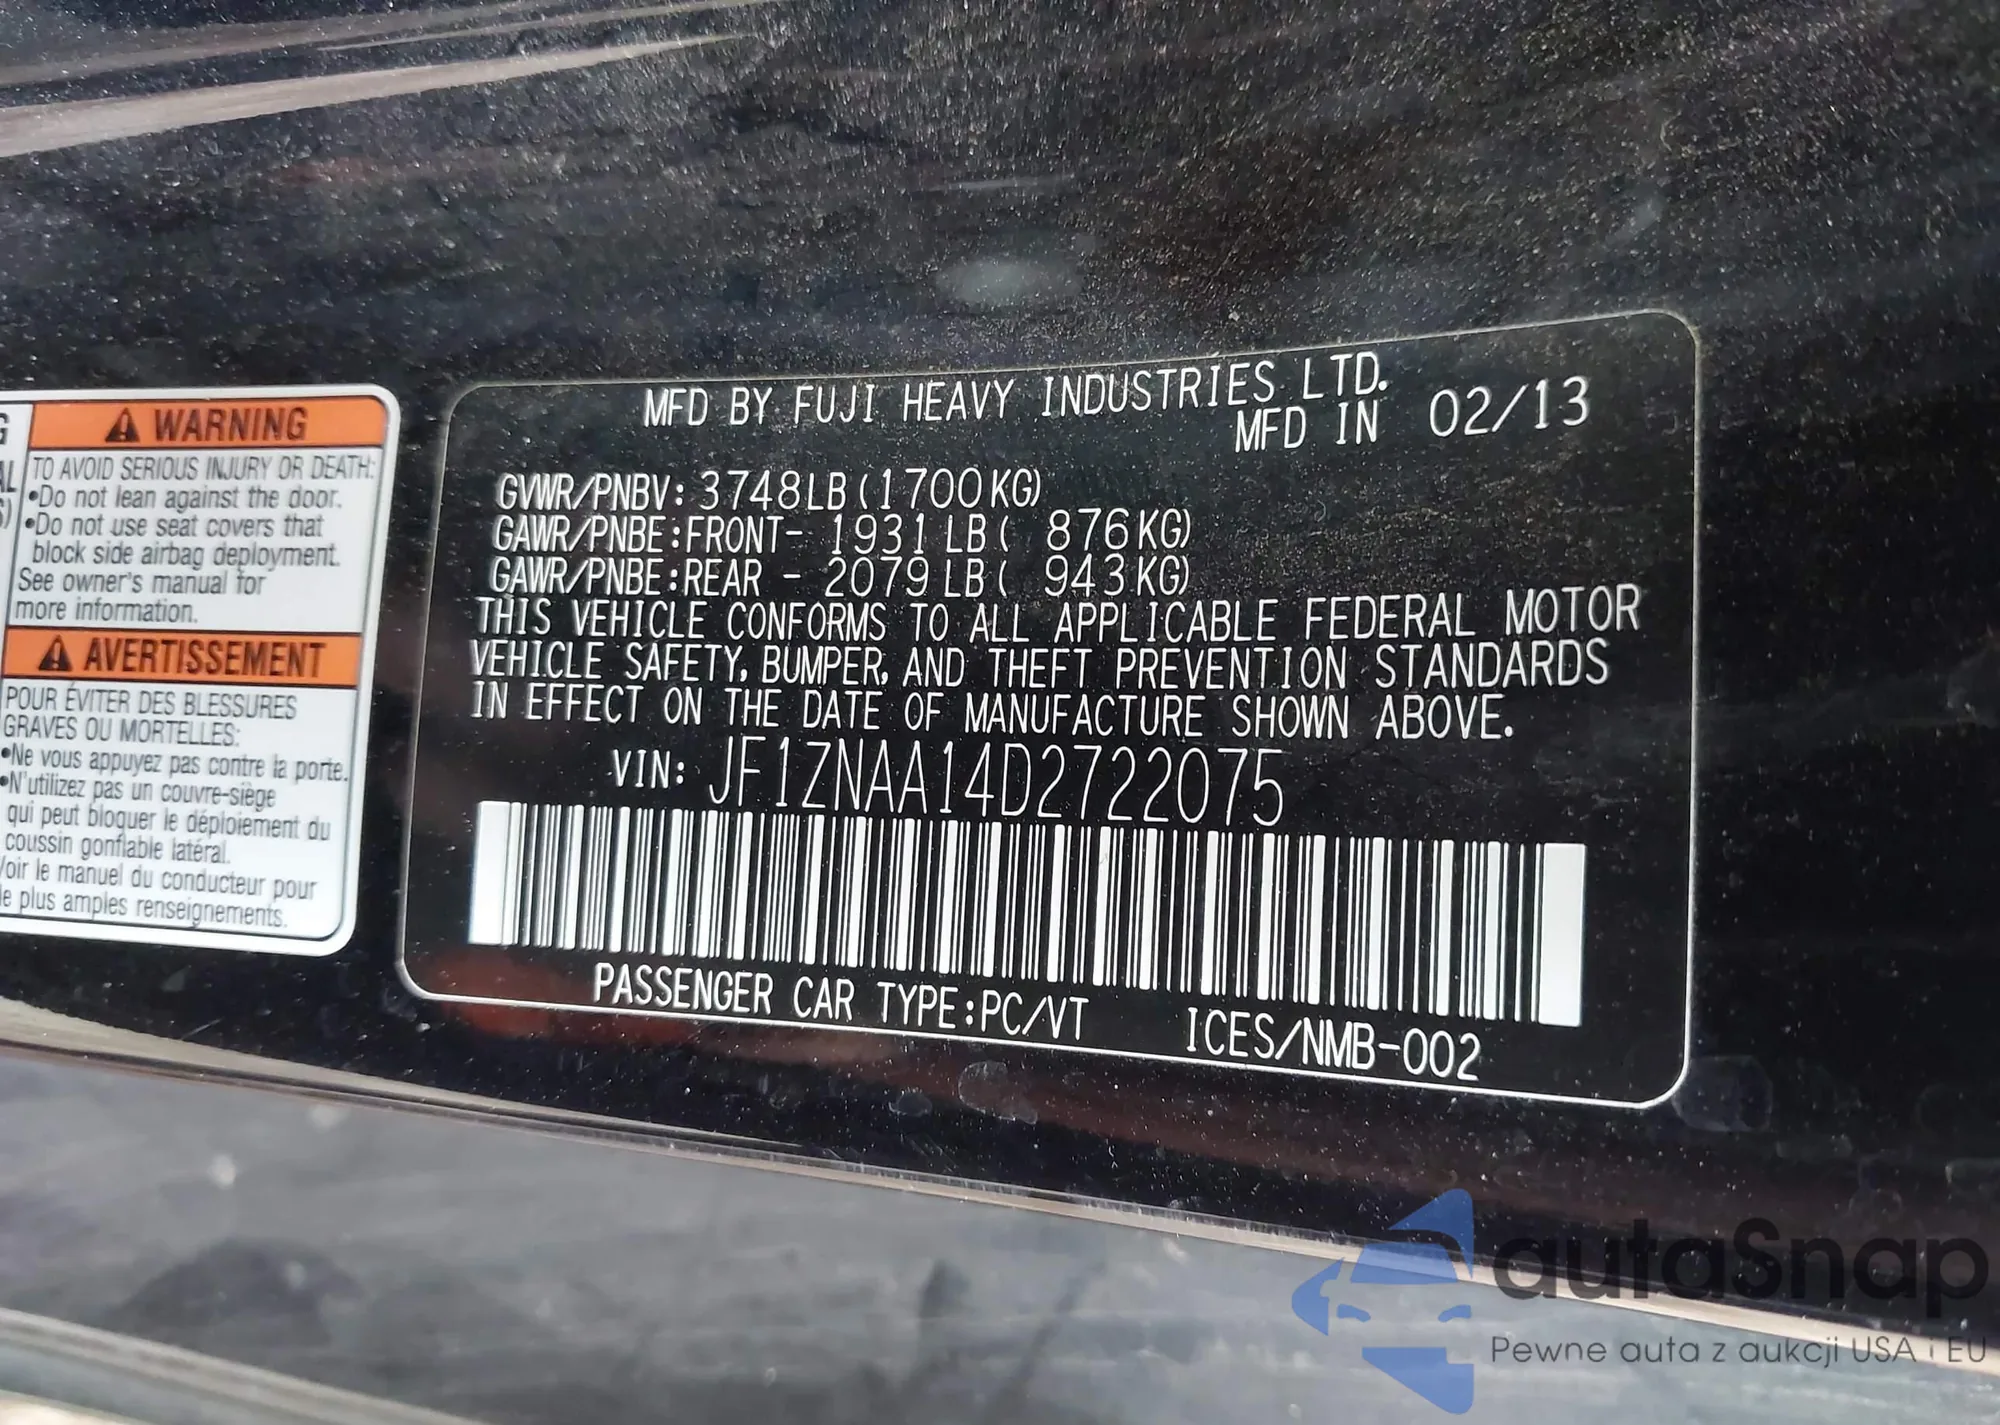 WARNING
TO AVOID SERIOUS INJURY OR DEATH:
•Do not lean against the door.
•Do not use seat covers that
block side airbag deployment.
See owner's manual for
more information.
AVERTISSEMENT
POUR ÉVITER DES BLESSURES
GRAVES OU MORTELLES:
•Ne vous appuyez pas contre la porte.
•N'utilizez pas un couvre-siège
qui peut bloquer le déploiement du
coussin gonflable latéral.
Voir le manuel du conducteur pour
de plus amples renseignements.
MFD BY FUJI HEAVY INDUSTRIES LTD.
MFD IN 02/13
GVWR/PNBV: 3748LB (1700KG)
GAWR/PNBE:FRONT- 1931 LB ( 876KG)
GAWR/PNBE:REAR - 2079 LB ( 943KG)
THIS VEHICLE CONFORMS TO ALL APPLICABLE FEDERAL MOTOR
VEHICLE SAFETY, BUMPER, AND THEFT PREVENTION STANDARDS
IN EFFECT ON THE DATE OF MANUFACTURE SHOWN ABOVE.
VIN: JF1ZNAA14D2722075
PASSENGER CAR TYPE:PC/VT ICES/NMB-002
autaSnap
Pewne auta z aukcji USA i EU